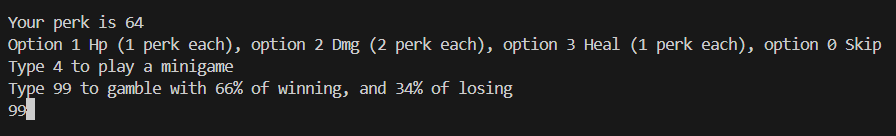 Your perk is 64
Option 1 Hp (1 perk each), option 2 Dmg (2 perk each), option 3 Heal (1 perk each), option 0 Skip
Type 4 to play a minigame
Type 99 to gamble with 66% of winning, and 34% of losing
99